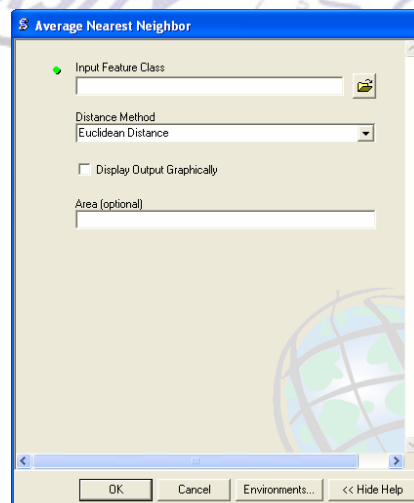 Average Nearest Neighbor
Input Feature Class
Distance Method
Euclidean Distance
Display Output Graphically
Area (optional)
OK Cancel Environments... << Hide Help